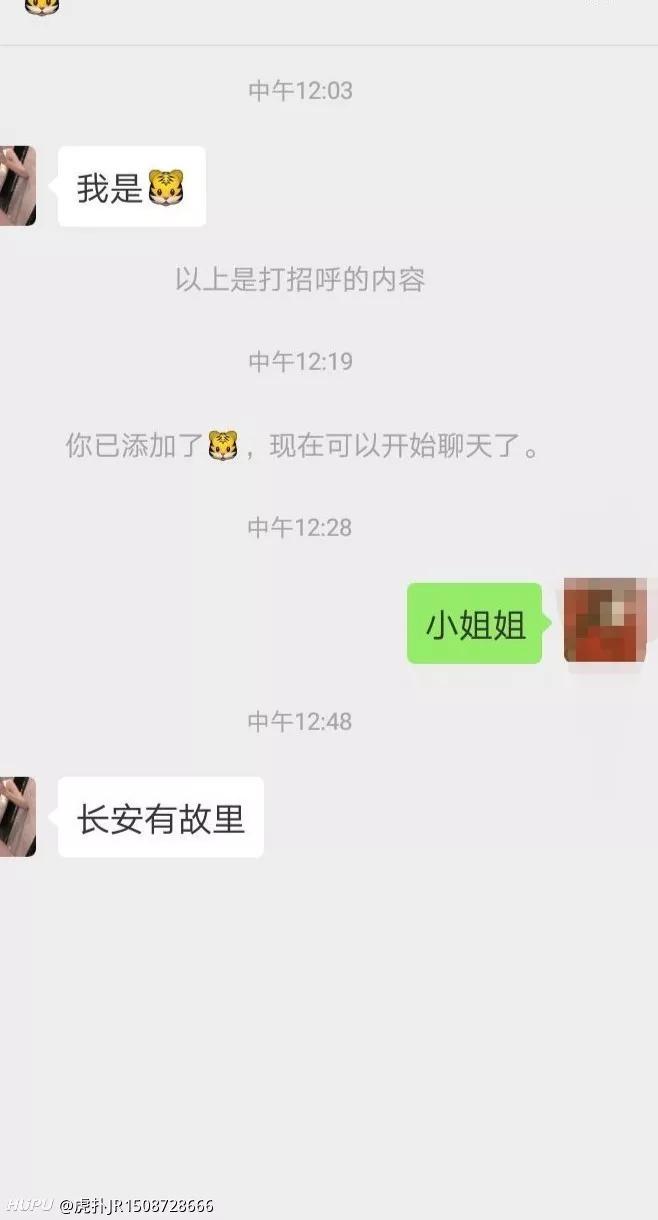 中午12:03
我是🐯
以上是打招呼的内容
中午12:19
你已添加了🐯，现在可以开始聊天了。
中午12:28
小姐姐
中午12:48
长安有故里
HUPU @虎扑JR1508728666